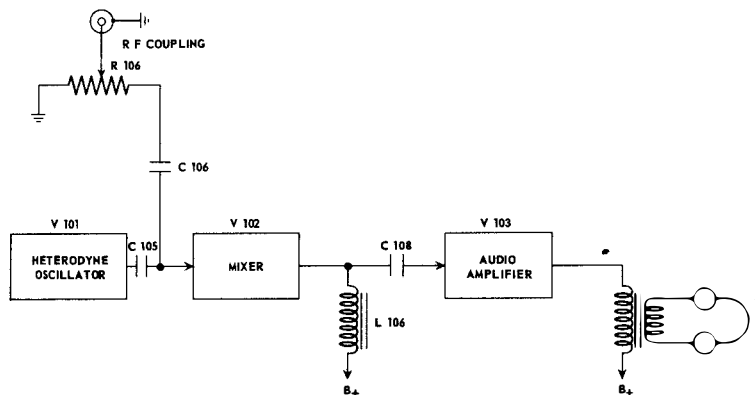 R F COUPLING
R 106
C 106
V 101
V 102
V 103
C 105
C 108
HETERODYNE
OSCILLATOR
MIXER
AUDIO
AMPLIFIER
L 106
B+
B+